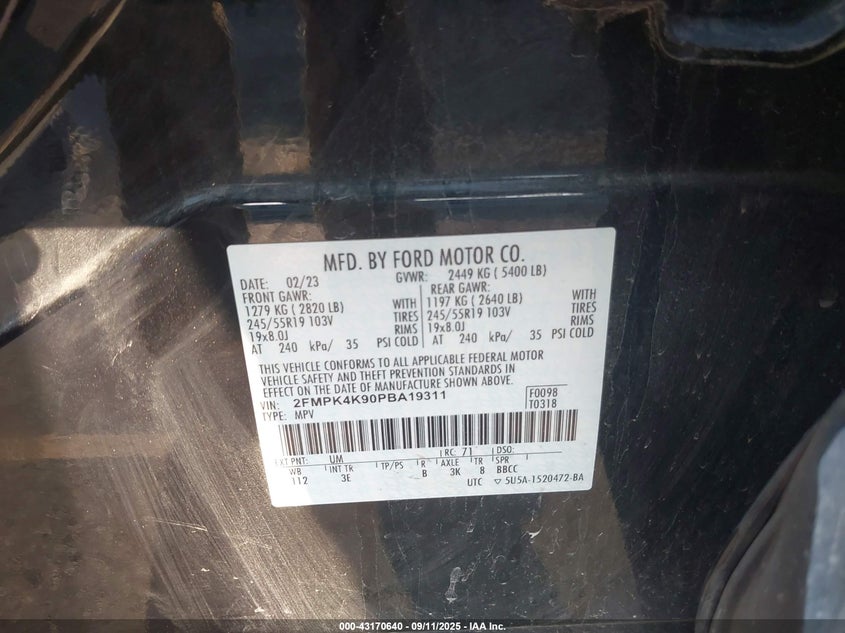 MFD. BY FORD MOTOR CO.
DATE: 02/23 GVWR: 2449 KG ( 5400 LB)
FRONT GAWR: REAR GAWR:
1279 KG ( 2820 LB) WITH 1197 KG ( 2640 LB) WITH
245/55R19 103V TIRES 245/55R19 103V TIRES
19x8.0J RIMS 19x8.0J RIMS
AT 240 kPa/ 35 PSI COLD AT 240 kPa/ 35 PSI COLD
THIS VEHICLE CONFORMS TO ALL APPLICABLE FEDERAL MOTOR
VEHICLE SAFETY AND THEFT PREVENTION STANDARDS IN
EFFECT ON THE DATE OF MANUFACTURE SHOWN ABOVE.
VIN: 2FMPK4K90PBA19311 F0098
TYPE: MPV T0318
EXT PNT: UM RC: 71 DSO:
WB INT TR TP/PS R AXLE TR SPR
112 3E B 3K 8 BBCC
UTC ▽ 5U5A-1520472-BA
000-43170640 - 09/11/2025 - IAA Inc.